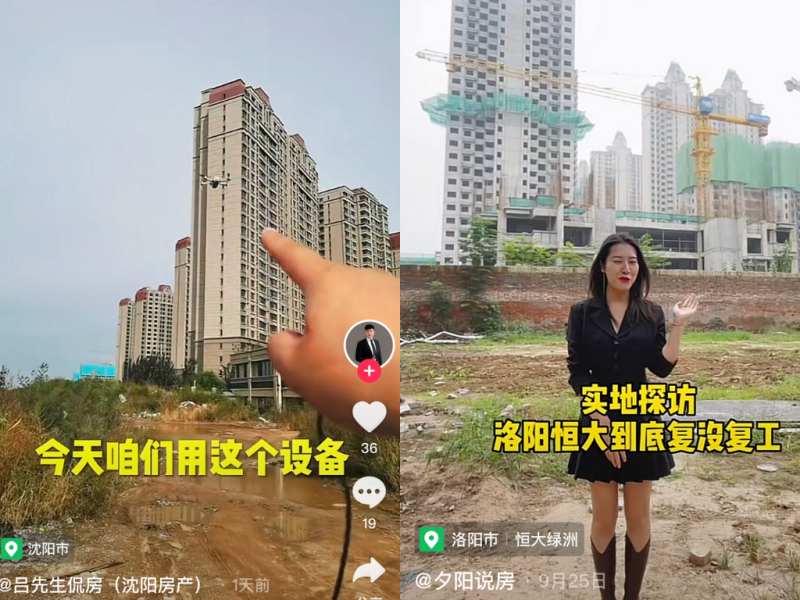 今天咱们用这个设备
36
19
沈阳市
@吕先生侃房（沈阳房产） · 1天前
实地探访
洛阳恒大到底复没复工
洛阳市 | 恒大绿洲
@夕阳说房 · 9月25日